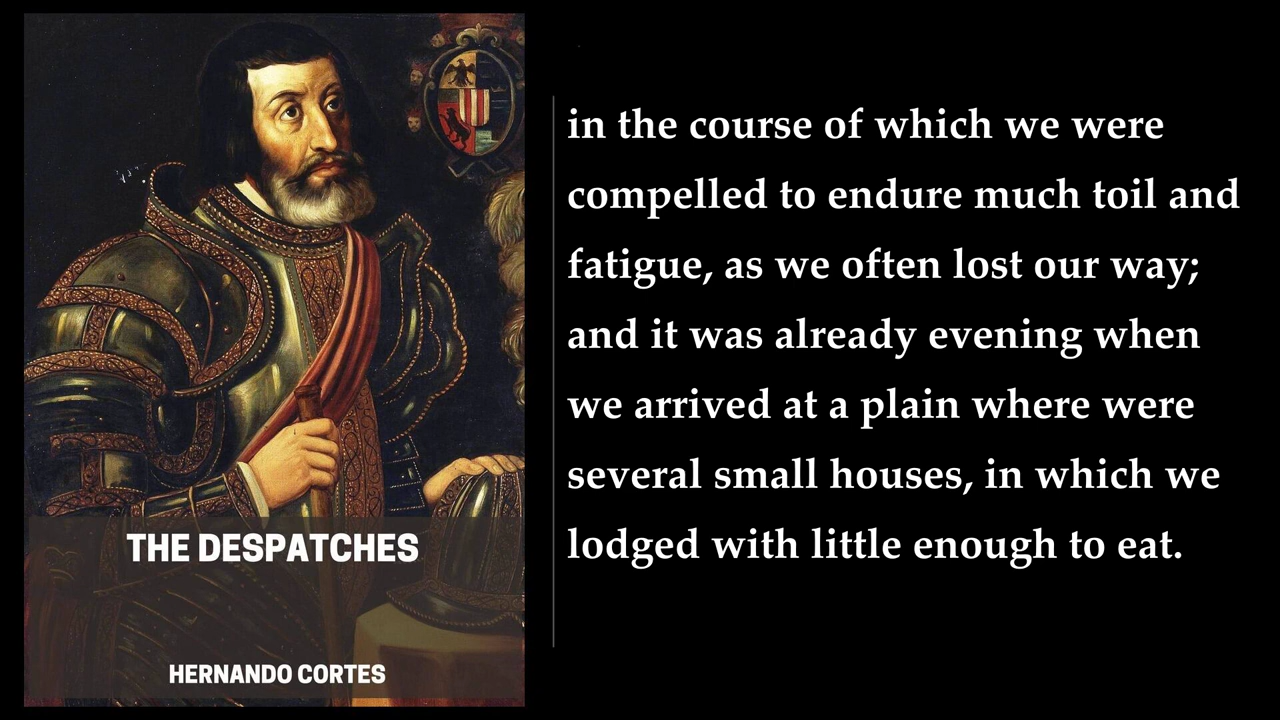 THE DESPATCHES
HERNANDO CORTES
in the course of which we were
compelled to endure much toil and
fatigue, as we often lost our way;
and it was already evening when
we arrived at a plain where were
several small houses, in which we
lodged with little enough to eat.